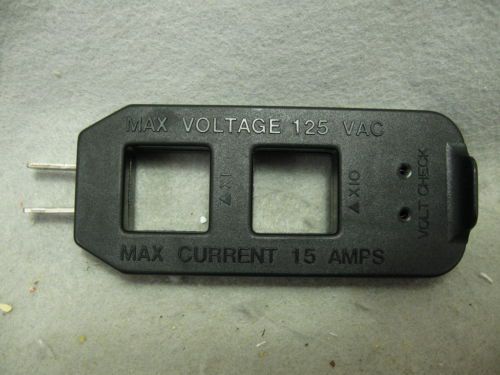 MAX VOLTAGE 125 VAC
▲ X1
▲ X10
VOLT CHECK
MAX CURRENT 15 AMPS